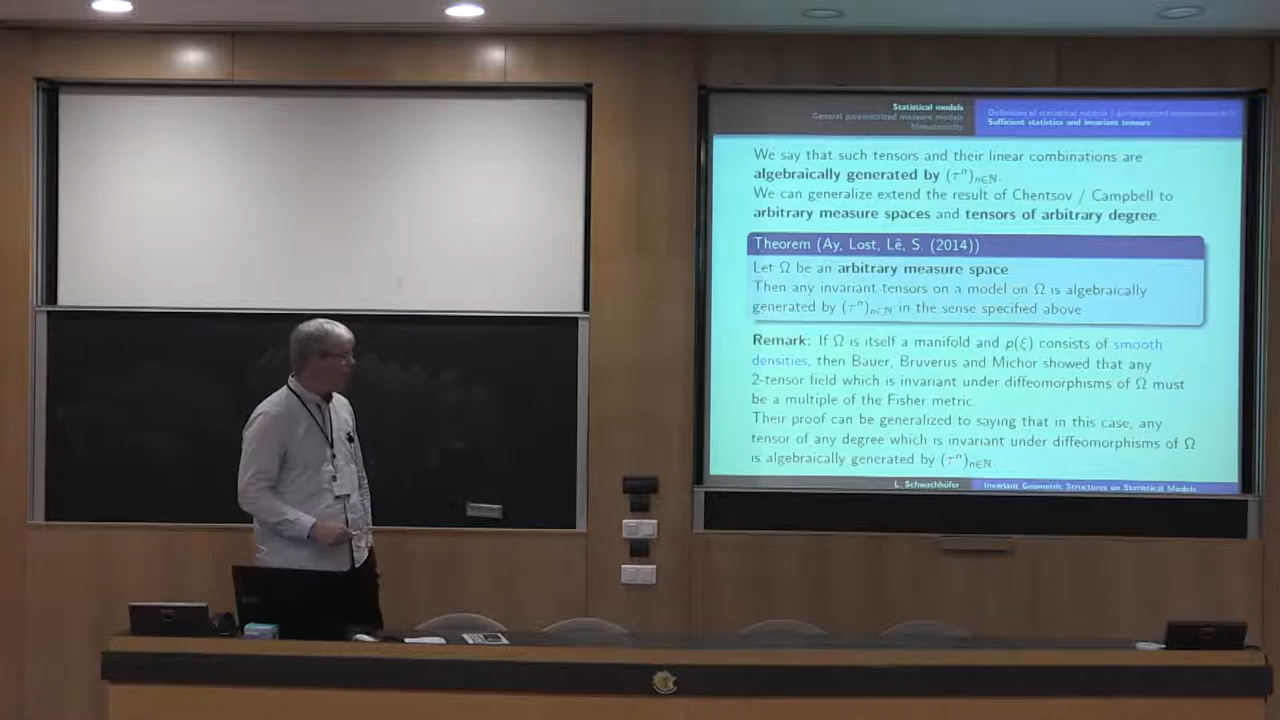 Statistical models
General parametrized measure models
Monotonicity
Definition of statistical models /
Sufficient statistics and invariant tensors
We say that such tensors and their linear combinations are
algebraically generated by (τⁿ)n∈ℕ.
We can generalize extend the result of Chentsov / Campbell to
arbitrary measure spaces and tensors of arbitrary degree.
Theorem (Ay, Lost, Lê, S. (2014))
Let Ω be an arbitrary measure space
Then any invariant tensors on a model on Ω is algebraically
generated by (τⁿ)n∈ℕ in the sense specified above
Remark: If Ω is itself a manifold and p(ξ) consists of smooth
densities, then Bauer, Bruverus and Michor showed that any
2-tensor field which is invariant under diffeomorphisms of Ω must
be a multiple of the Fisher metric.
Their proof can be generalized to saying that in this case, any
tensor of any degree which is invariant under diffeomorphisms of Ω
is algebraically generated by (τⁿ)n∈ℕ.
L. Schwachhöfer
Invariant Geometric Structures on Statistical Models